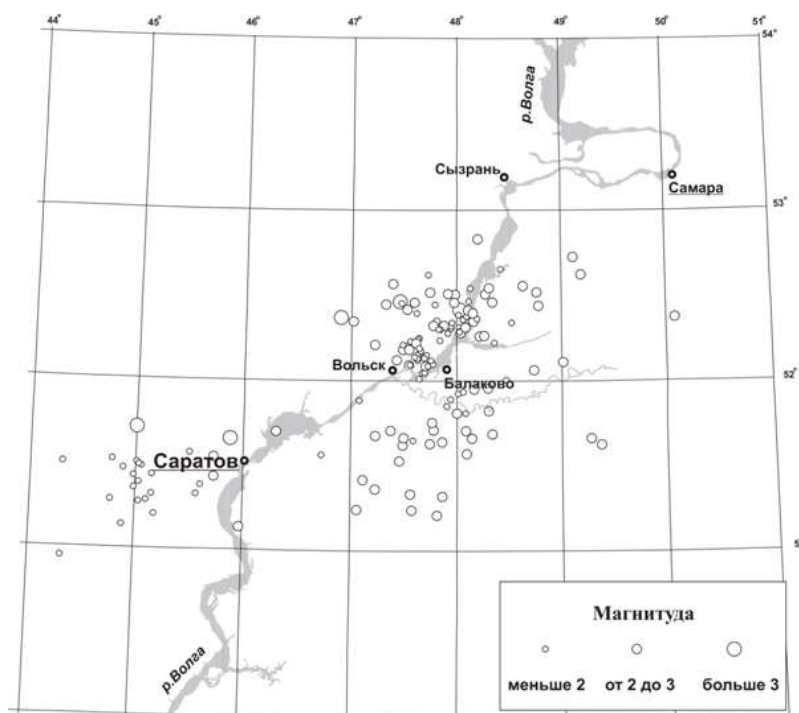 44° 45° 46° 47° 48° 49° 50° 51°
54°
р.Волга
Сызрань
Самара
53°
Вольск
52°
Балаково
Саратов
5
Магнитуда
р.Волга
меньше 2 от 2 до 3 больше 3